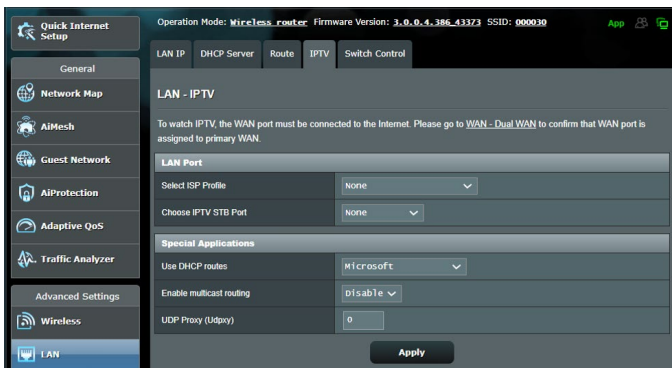 Quick Internet
Setup
Operation Mode: Wireless router Firmware Version: 3.0.0.4.386_43373 SSID: 000030
App
General
Network Map
AiMesh
Guest Network
AiProtection
Adaptive QoS
Traffic Analyzer
Advanced Settings
Wireless
LAN
LAN IP DHCP Server Route IPTV Switch Control
LAN - IPTV
To watch IPTV, the WAN port must be connected to the Internet. Please go to WAN - Dual WAN to confirm that WAN port is
assigned to primary WAN.
LAN Port
Select ISP Profile None
Choose IPTV STB Port None
Special Applications
Use DHCP routes Microsoft
Enable multicast routing Disable
UDP Proxy (Udpxy) 0
Apply